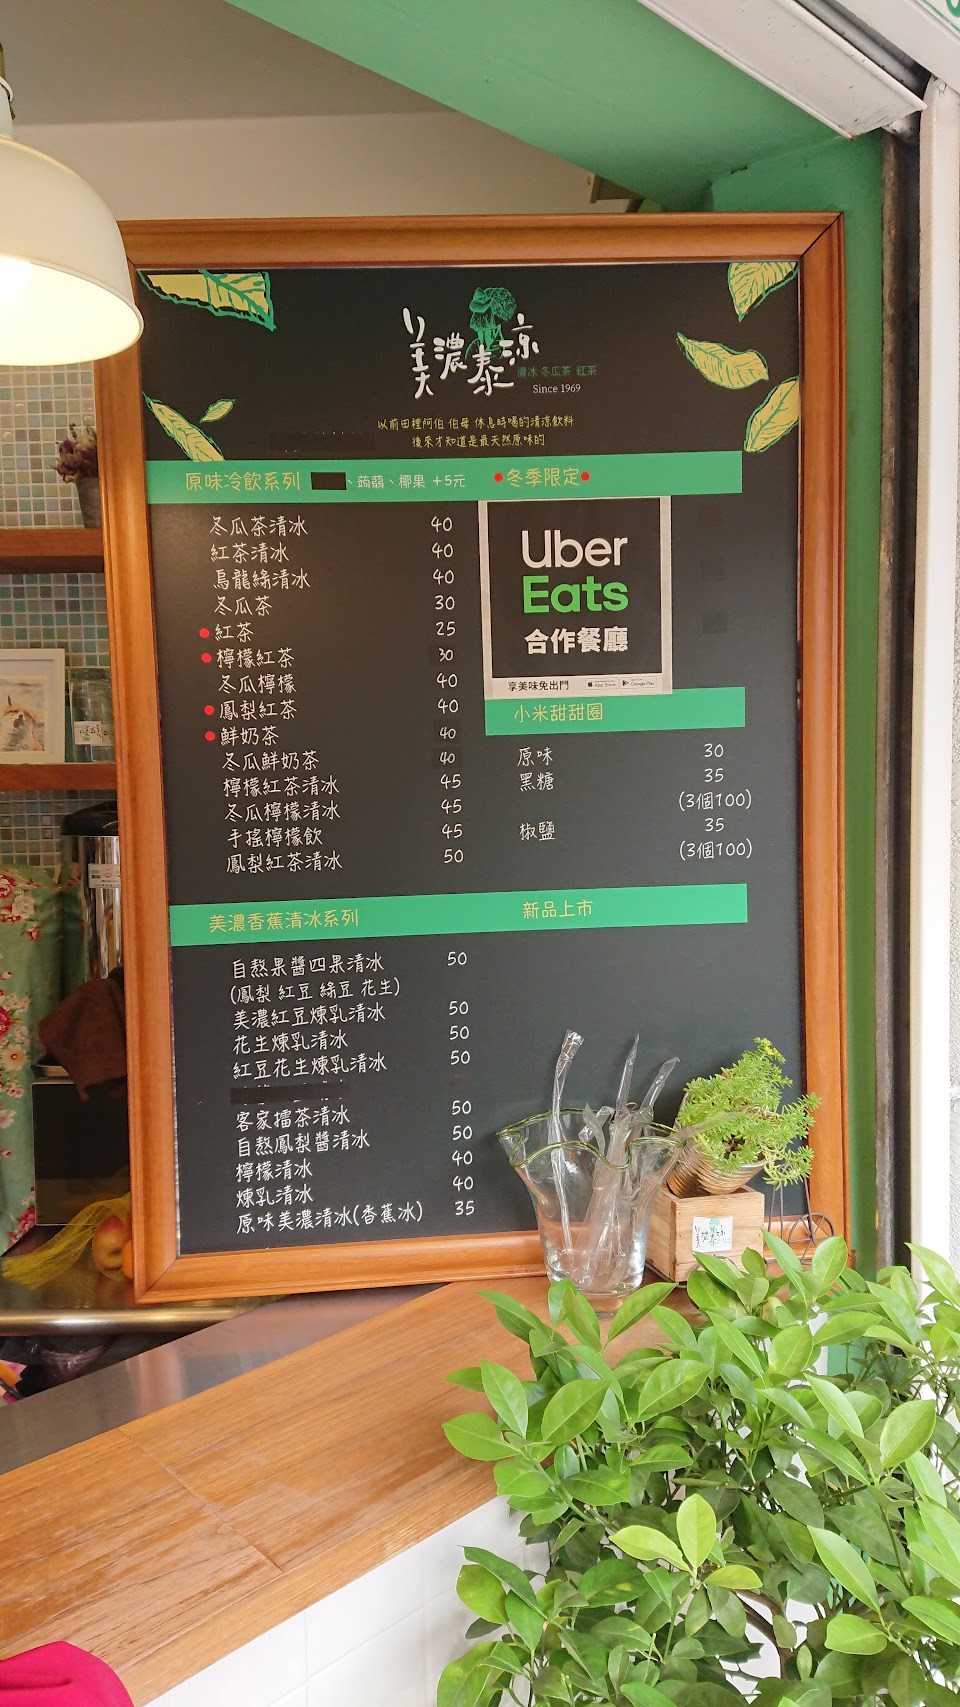 美濃泰涼
清冰 冬瓜茶 紅茶
Since 1969
以前田裡阿伯 伯母 休息時喝的清涼飲料
後來才知道是最天然原味的
原味冷飲系列 、蒟蒻、椰果 +5元
冬瓜茶清冰 40
紅茶清冰 40
烏龍綠清冰 40
冬瓜茶 30
紅茶 25
檸檬紅茶 30
冬瓜檸檬 40
鳳梨紅茶 40
鮮奶茶 40
冬瓜鮮奶茶 40
檸檬紅茶清冰 45
冬瓜檸檬清冰 45
手搖檸檬飲 45
鳳梨紅茶清冰 50
冬季限定
Uber
Eats
合作餐廳
享美味免出門 App Store Google Play
小米甜甜圈
原味 30
黑糖 35
(3個100)
椒鹽 35
(3個100)
美濃香蕉清冰系列
自熬果醬四果清冰 50
(鳳梨 紅豆 綠豆 花生)
美濃紅豆煉乳清冰 50
花生煉乳清冰 50
紅豆花生煉乳清冰 50
客家擂茶清冰 50
自熬鳳梨醬清冰 50
檸檬清冰 40
煉乳清冰 40
原味美濃清冰(香蕉冰) 35
新品上市
美濃泰涼